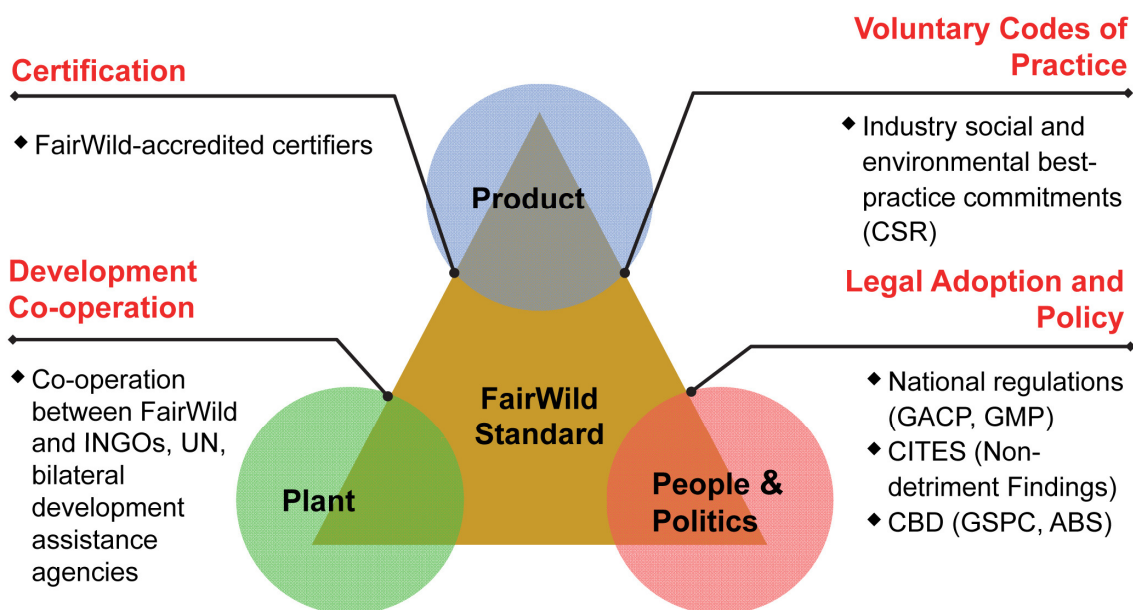 Certification
◆ FairWild-accredited certifiers
Voluntary Codes of
Practice
◆ Industry social and
environmental best-
practice commitments
(CSR)
Product
Development
Co-operation
◆ Co-operation
between FairWild
and INGOs, UN,
bilateral
development
assistance
agencies
Legal Adoption and
Policy
◆ National regulations
(GACP, GMP)
◆ CITES (Non-
detriment Findings)
◆ CBD (GSPC, ABS)
FairWild
Standard
Plant
People &
Politics